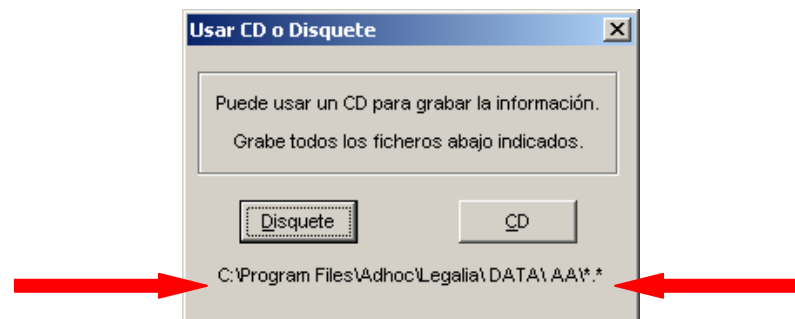 Usar CD o Disquete
Puede usar un CD para grabar la información.
Grabe todos los ficheros abajo indicados.
Disquete
CD
C:\Program Files\Adhoc\Legalia\ DATA\ AA\*.*